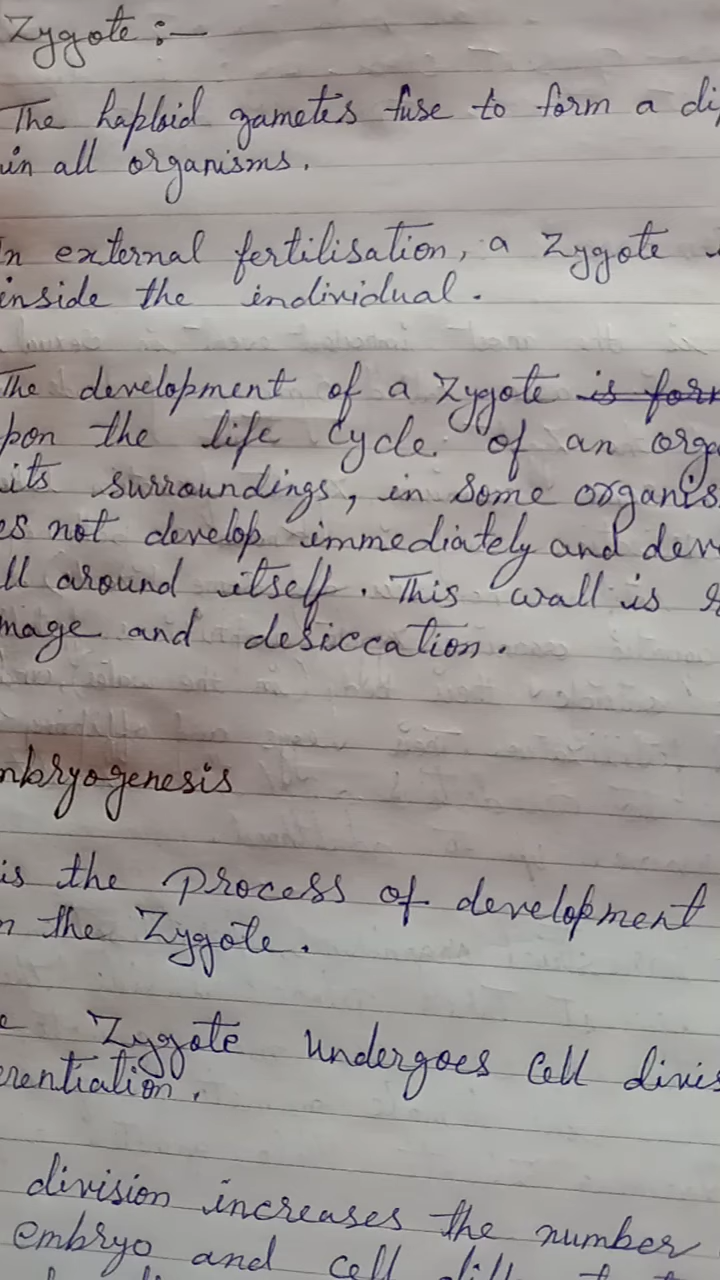 Zygote :-
The haploid gametes fuse to form a di
in all organisms.
In external fertilisation, a Zygote
inside the individual.
The development of a Zygote is for
pon the life Cycle of an orga
its surroundings, in Some organis
es not develop immediately and dev
ll around itself. This wall is
mage and desiccation.
mbryogenesis
is the process of development
the Zygote.
Zygote undergoes Cell divis
rentiation.
division increases the number
embryo and cell